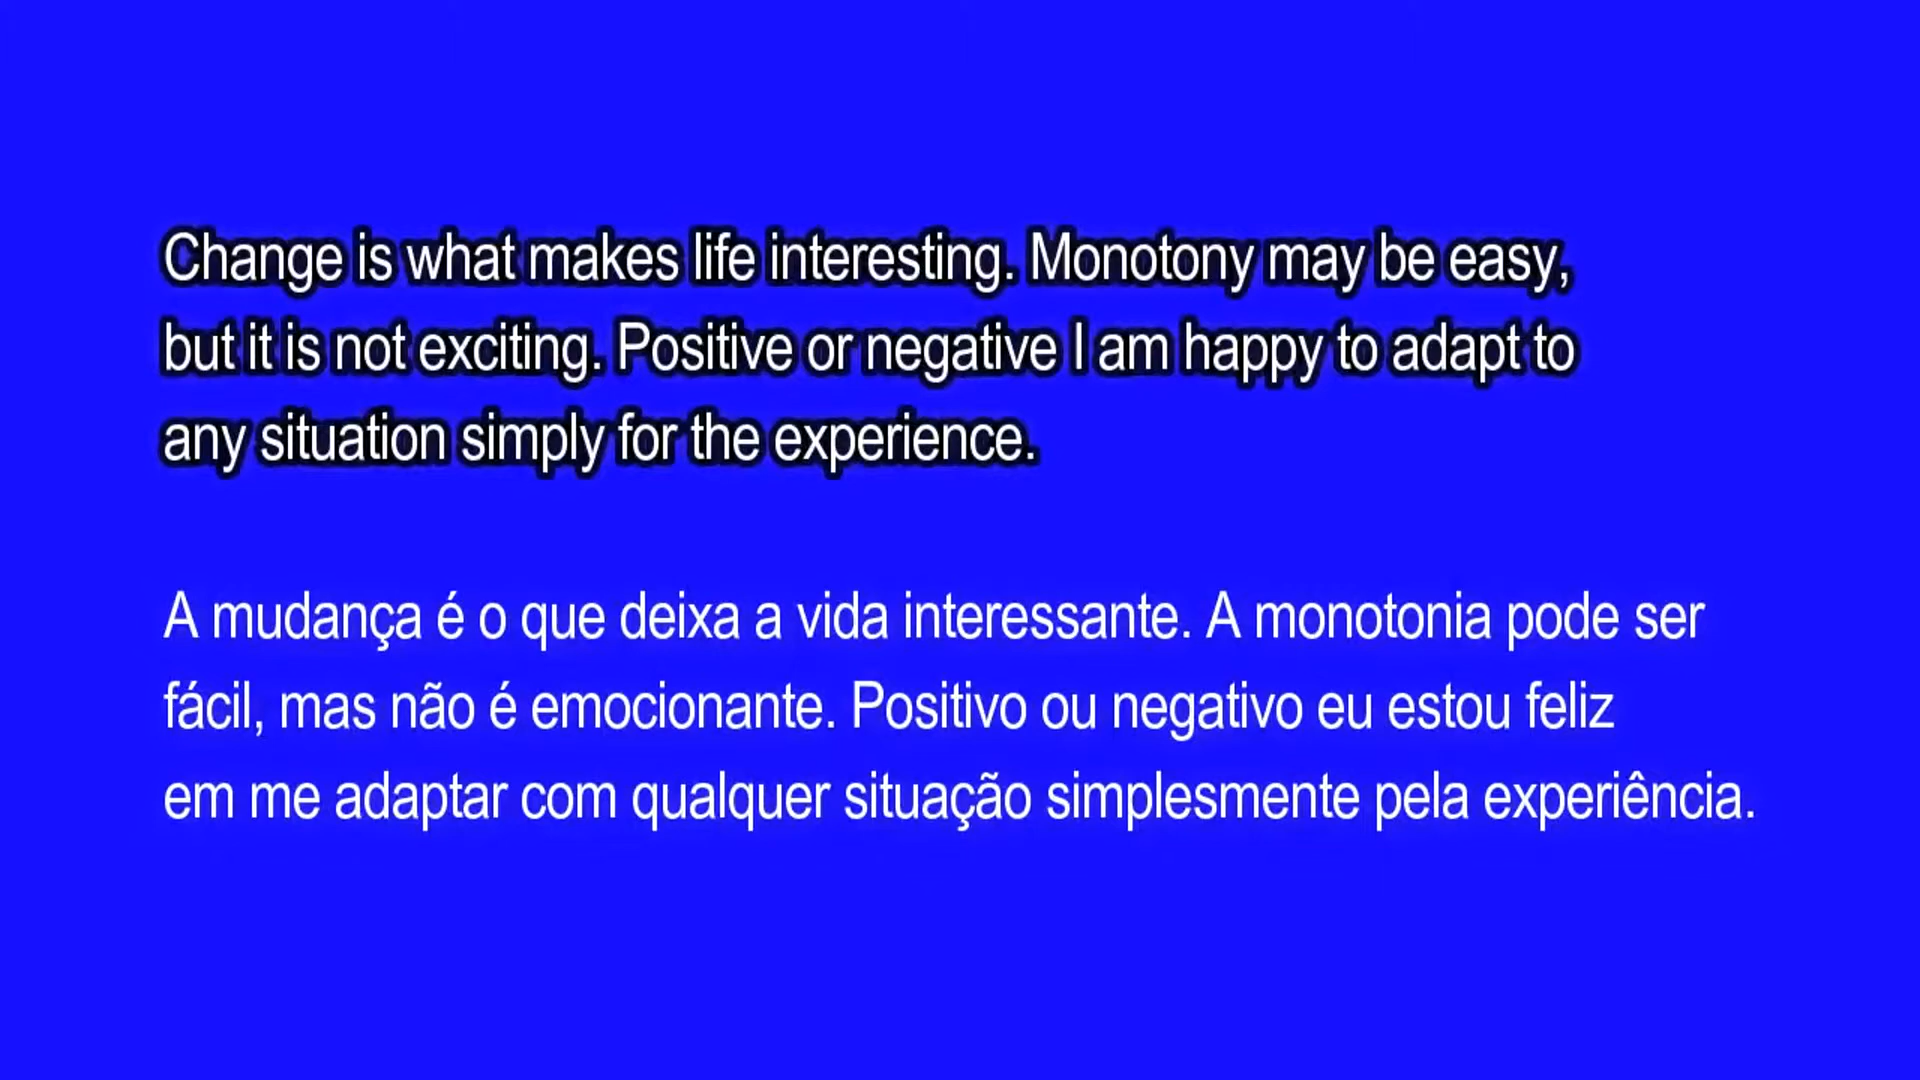 Change is what makes life interesting. Monotony may be easy,
but it is not exciting. Positive or negative I am happy to adapt to
any situation simply for the experience.
A mudança é o que deixa a vida interessante. A monotonia pode ser
fácil, mas não é emocionante. Positivo ou negativo eu estou feliz
em me adaptar com qualquer situação simplesmente pela experiência.